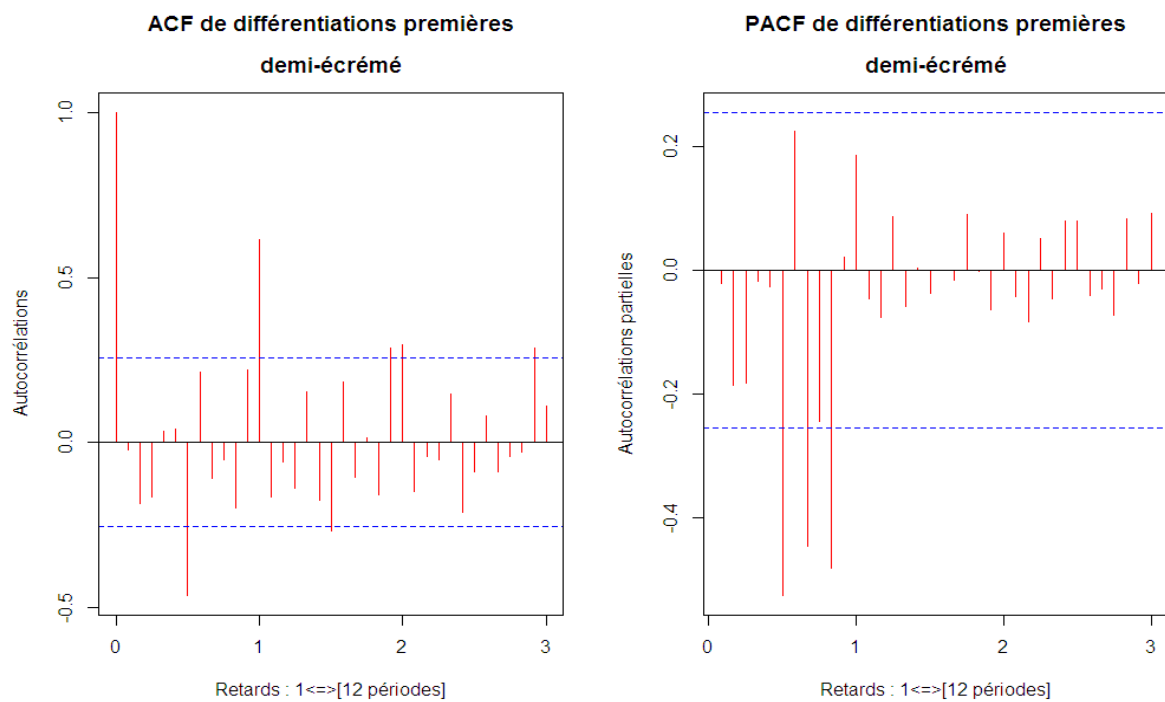 ACF de différentiations premières
demi-écrémé
1.0
0.5
0.0
-0.5
Autocorrélations
0
1
2
3
Retards : 1<=>[12 périodes]
PACF de différentiations premières
demi-écrémé
0.2
0.0
-0.2
-0.4
Autocorrélations partielles
0
1
2
3
Retards : 1<=>[12 périodes]